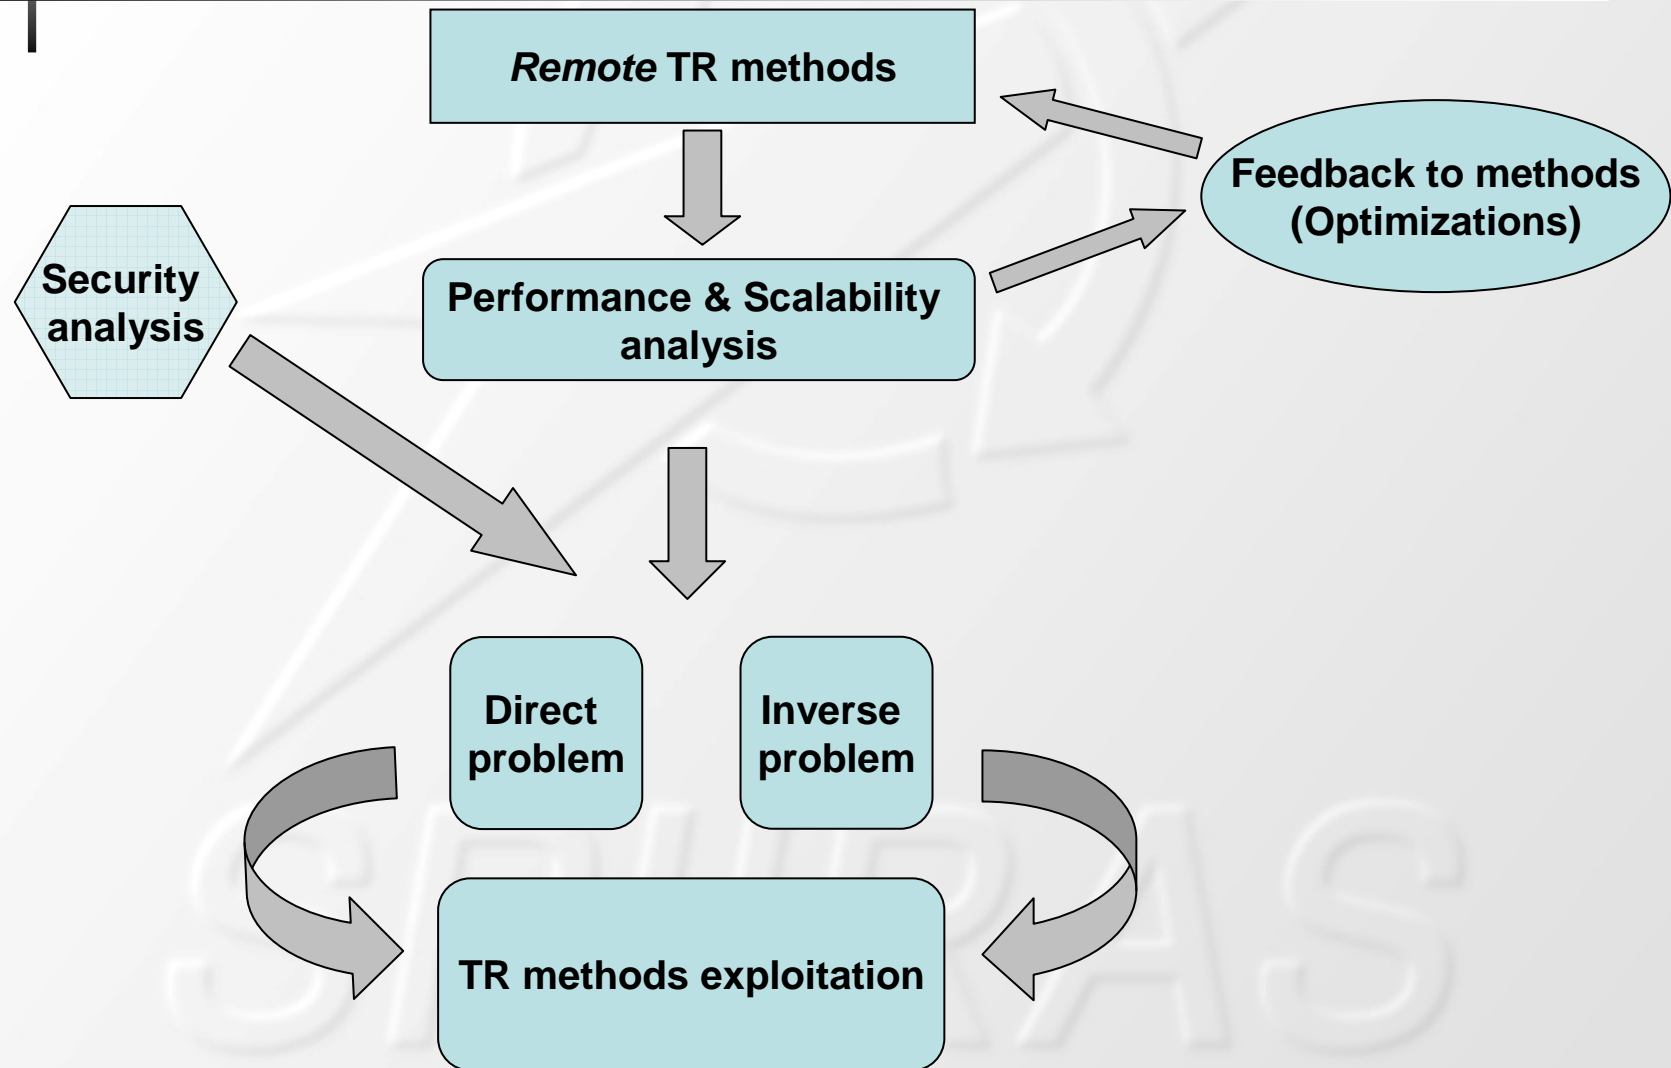 Remote TR methods
Feedback to methods
(Optimizations)
Security
analysis
Performance & Scalability
analysis
Direct
problem
Inverse
problem
TR methods exploitation
SPIIRAS